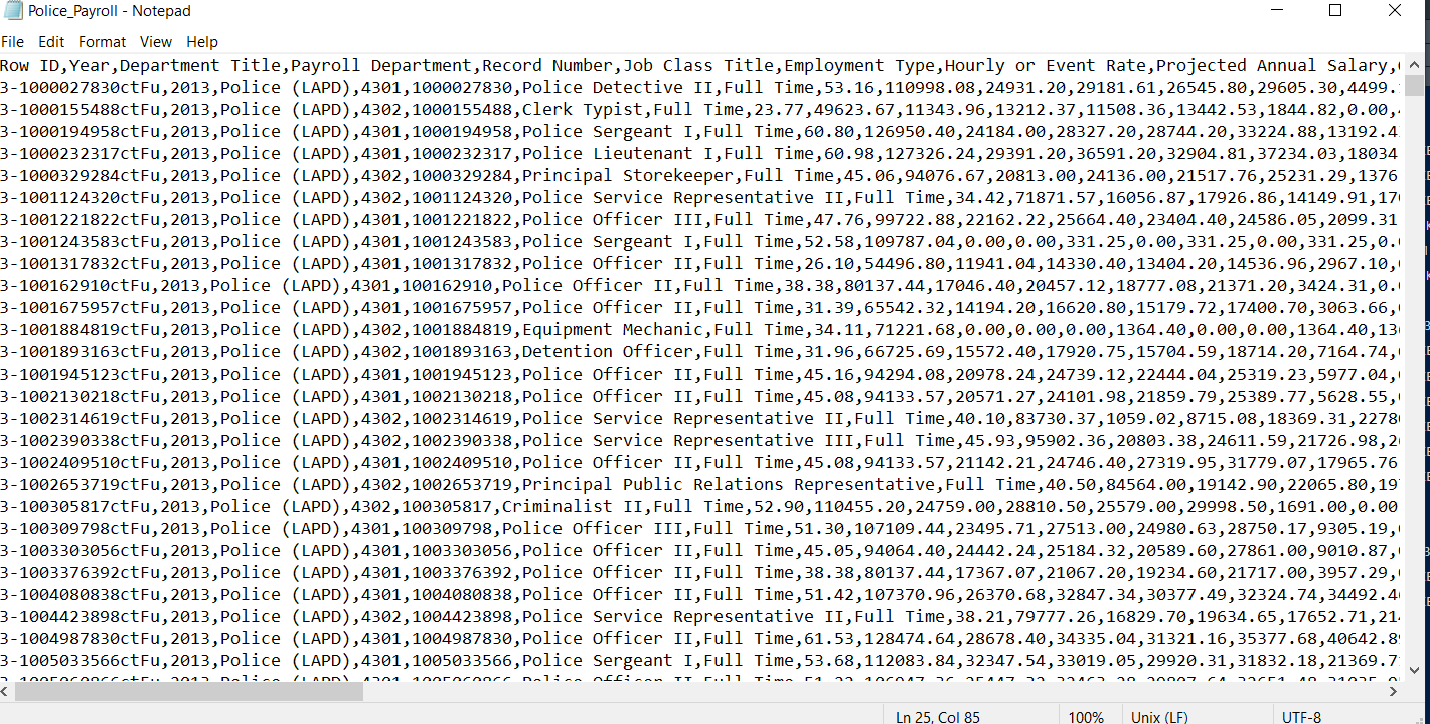 Police_Payroll - Notepad
File Edit Format View Help
Row ID,Year,Department Title,Payroll Department,Record Number,Job Class Title,Employment Type,Hourly or Event Rate,Projected Annual Salary,
3-1000027830ctFu,2013,Police (LAPD),4301,1000027830,Police Detective II,Full Time,53.16,110998.08,24931.20,29181.61,26545.80,29605.30,4499.
3-1000155488ctFu,2013,Police (LAPD),4302,1000155488,Clerk Typist,Full Time,23.77,49623.67,11343.96,13212.37,11508.36,13442.53,1844.82,0.00,
3-1000194958ctFu,2013,Police (LAPD),4301,1000194958,Police Sergeant I,Full Time,60.80,126950.40,24184.00,28327.20,28744.20,33224.88,13192.4
3-1000232317ctFu,2013,Police (LAPD),4301,1000232317,Police Lieutenant I,Full Time,60.98,127326.24,29391.20,36591.20,32904.81,37234.03,18034
3-1000329284ctFu,2013,Police (LAPD),4302,1000329284,Principal Storekeeper,Full Time,45.06,94076.67,20813.00,24136.00,21517.76,25231.29,1376
3-1001124320ctFu,2013,Police (LAPD),4302,1001124320,Police Service Representative II,Full Time,34.42,71871.57,16056.87,17926.86,14149.91,170
3-1001221822ctFu,2013,Police (LAPD),4301,1001221822,Police Officer III,Full Time,47.76,99722.88,22162.22,25664.40,23404.40,24586.05,2099.31
3-1001243583ctFu,2013,Police (LAPD),4301,1001243583,Police Sergeant I,Full Time,52.58,109787.04,0.00,0.00,331.25,0.00,331.25,0.00,331.25,0.
3-1001317832ctFu,2013,Police (LAPD),4301,1001317832,Police Officer II,Full Time,26.10,54496.80,11941.04,14330.40,13404.20,14536.96,2967.10,
3-100162910ctFu,2013,Police (LAPD),4301,100162910,Police Officer II,Full Time,38.38,80137.44,17046.40,20457.12,18777.08,21371.20,3424.31,0.
3-1001675957ctFu,2013,Police (LAPD),4301,1001675957,Police Officer II,Full Time,31.39,65542.32,14194.20,16620.80,15179.72,17400.70,3063.66,
3-1001884819ctFu,2013,Police (LAPD),4302,1001884819,Equipment Mechanic,Full Time,34.11,71221.68,0.00,0.00,0.00,1364.40,0.00,0.00,1364.40,13
3-1001893163ctFu,2013,Police (LAPD),4302,1001893163,Detention Officer,Full Time,31.96,66725.69,15572.40,17920.75,15704.59,18714.20,7164.74,
3-1001945123ctFu,2013,Police (LAPD),4301,1001945123,Police Officer II,Full Time,45.16,94294.08,20978.24,24739.12,22444.04,25319.23,5977.04,
3-1002130218ctFu,2013,Police (LAPD),4301,1002130218,Police Officer II,Full Time,45.08,94133.57,20571.27,24101.98,21859.79,25389.77,5628.55,
3-1002314619ctFu,2013,Police (LAPD),4302,1002314619,Police Service Representative II,Full Time,40.10,83730.37,1059.02,8715.08,18369.31,2278
3-1002390338ctFu,2013,Police (LAPD),4302,1002390338,Police Service Representative III,Full Time,45.93,95902.36,20803.38,24611.59,21726.98,2
3-1002409510ctFu,2013,Police (LAPD),4301,1002409510,Police Officer II,Full Time,45.08,94133.57,21142.21,24746.40,27319.95,31779.07,17965.76
3-1002653719ctFu,2013,Police (LAPD),4302,1002653719,Principal Public Relations Representative,Full Time,40.50,84564.00,19142.90,22065.80,19
3-100305817ctFu,2013,Police (LAPD),4302,100305817,Criminalist II,Full Time,52.90,110455.20,24759.00,28810.50,25579.00,29998.50,1691.00,0.00
3-100309798ctFu,2013,Police (LAPD),4301,100309798,Police Officer III,Full Time,51.30,107109.44,23495.71,27513.00,24980.63,28750.17,9305.19,
3-1003303056ctFu,2013,Police (LAPD),4301,1003303056,Police Officer II,Full Time,45.05,94064.40,24442.24,25184.32,20589.60,27861.00,9010.87,
3-1003376392ctFu,2013,Police (LAPD),4301,1003376392,Police Officer II,Full Time,38.38,80137.44,17367.07,21067.20,19234.60,21717.00,3957.29,
3-1004080838ctFu,2013,Police (LAPD),4301,1004080838,Police Officer II,Full Time,51.42,107370.96,26370.68,32847.34,30377.49,32324.74,34492.4
3-1004423898ctFu,2013,Police (LAPD),4302,1004423898,Police Service Representative II,Full Time,38.21,79777.26,16829.70,19634.65,17652.71,21
3-1004987830ctFu,2013,Police (LAPD),4301,1004987830,Police Officer II,Full Time,61.53,128474.64,28678.40,34335.04,31321.16,35377.68,40642.8
3-1005033566ctFu,2013,Police (LAPD),4301,1005033566,Police Sergeant I,Full Time,53.68,112083.84,32347.54,33019.05,29920.31,31832.18,21369.7
Ln 25, Col 85 100% Unix (LF) UTF-8